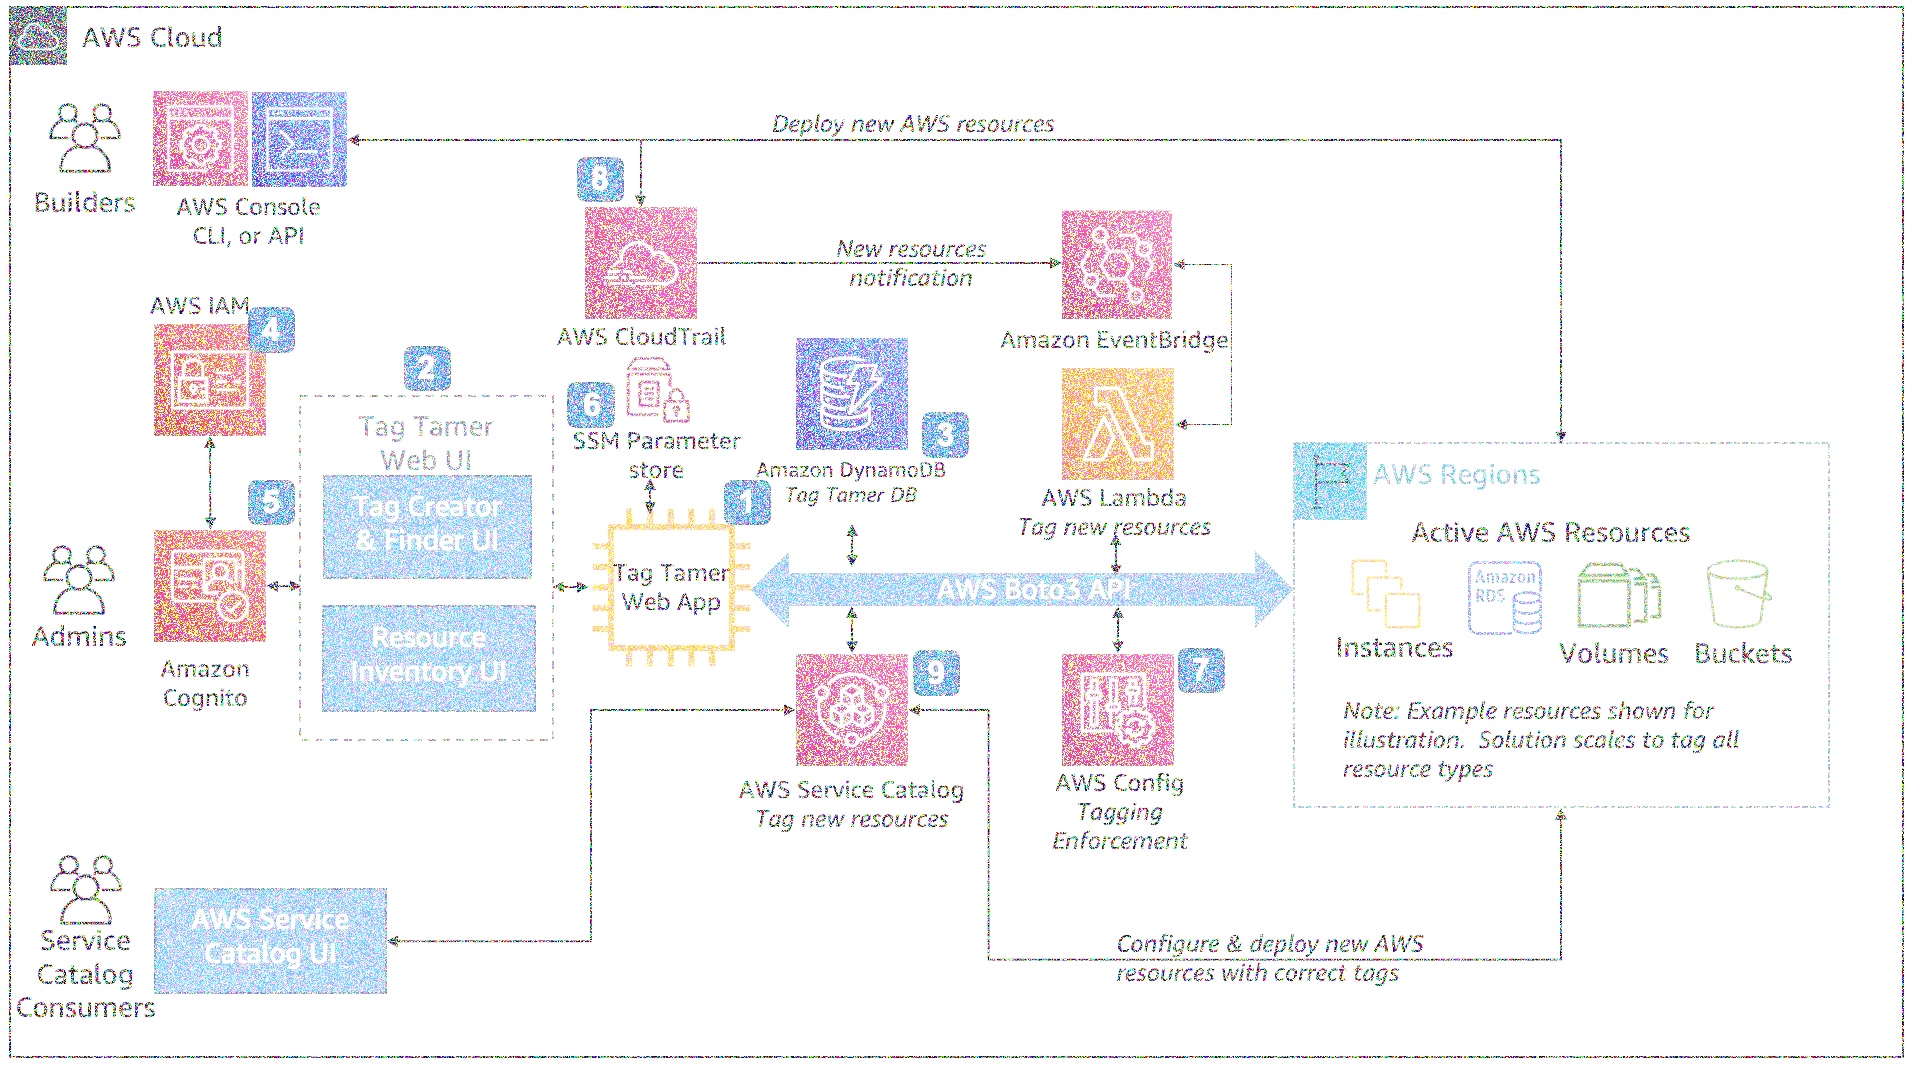 AWS Cloud
Builders
AWS Console
CLI, or API
Deploy new AWS resources
8
AWS CloudTrail
New resources
notification
Amazon EventBridge
AWS IAM
4
2
Tag Tamer
Web UI
Tag Creator
& Finder UI
Resource
Inventory UI
6
SSM Parameter
store
3
Amazon DynamoDB
Tag Tamer DB
AWS Lambda
Tag new resources
5
Admins
Amazon
Cognito
1
Tag Tamer
Web App
AWS Boto3 API
AWS Regions
Active AWS Resources
Instances
Amazon
RDS
Volumes
Buckets
Note: Example resources shown for
illustration. Solution scales to tag all
resource types
9
AWS Service Catalog
Tag new resources
7
AWS Config
Tagging
Enforcement
Service
Catalog
Consumers
AWS Service
Catalog UI
Configure & deploy new AWS
resources with correct tags